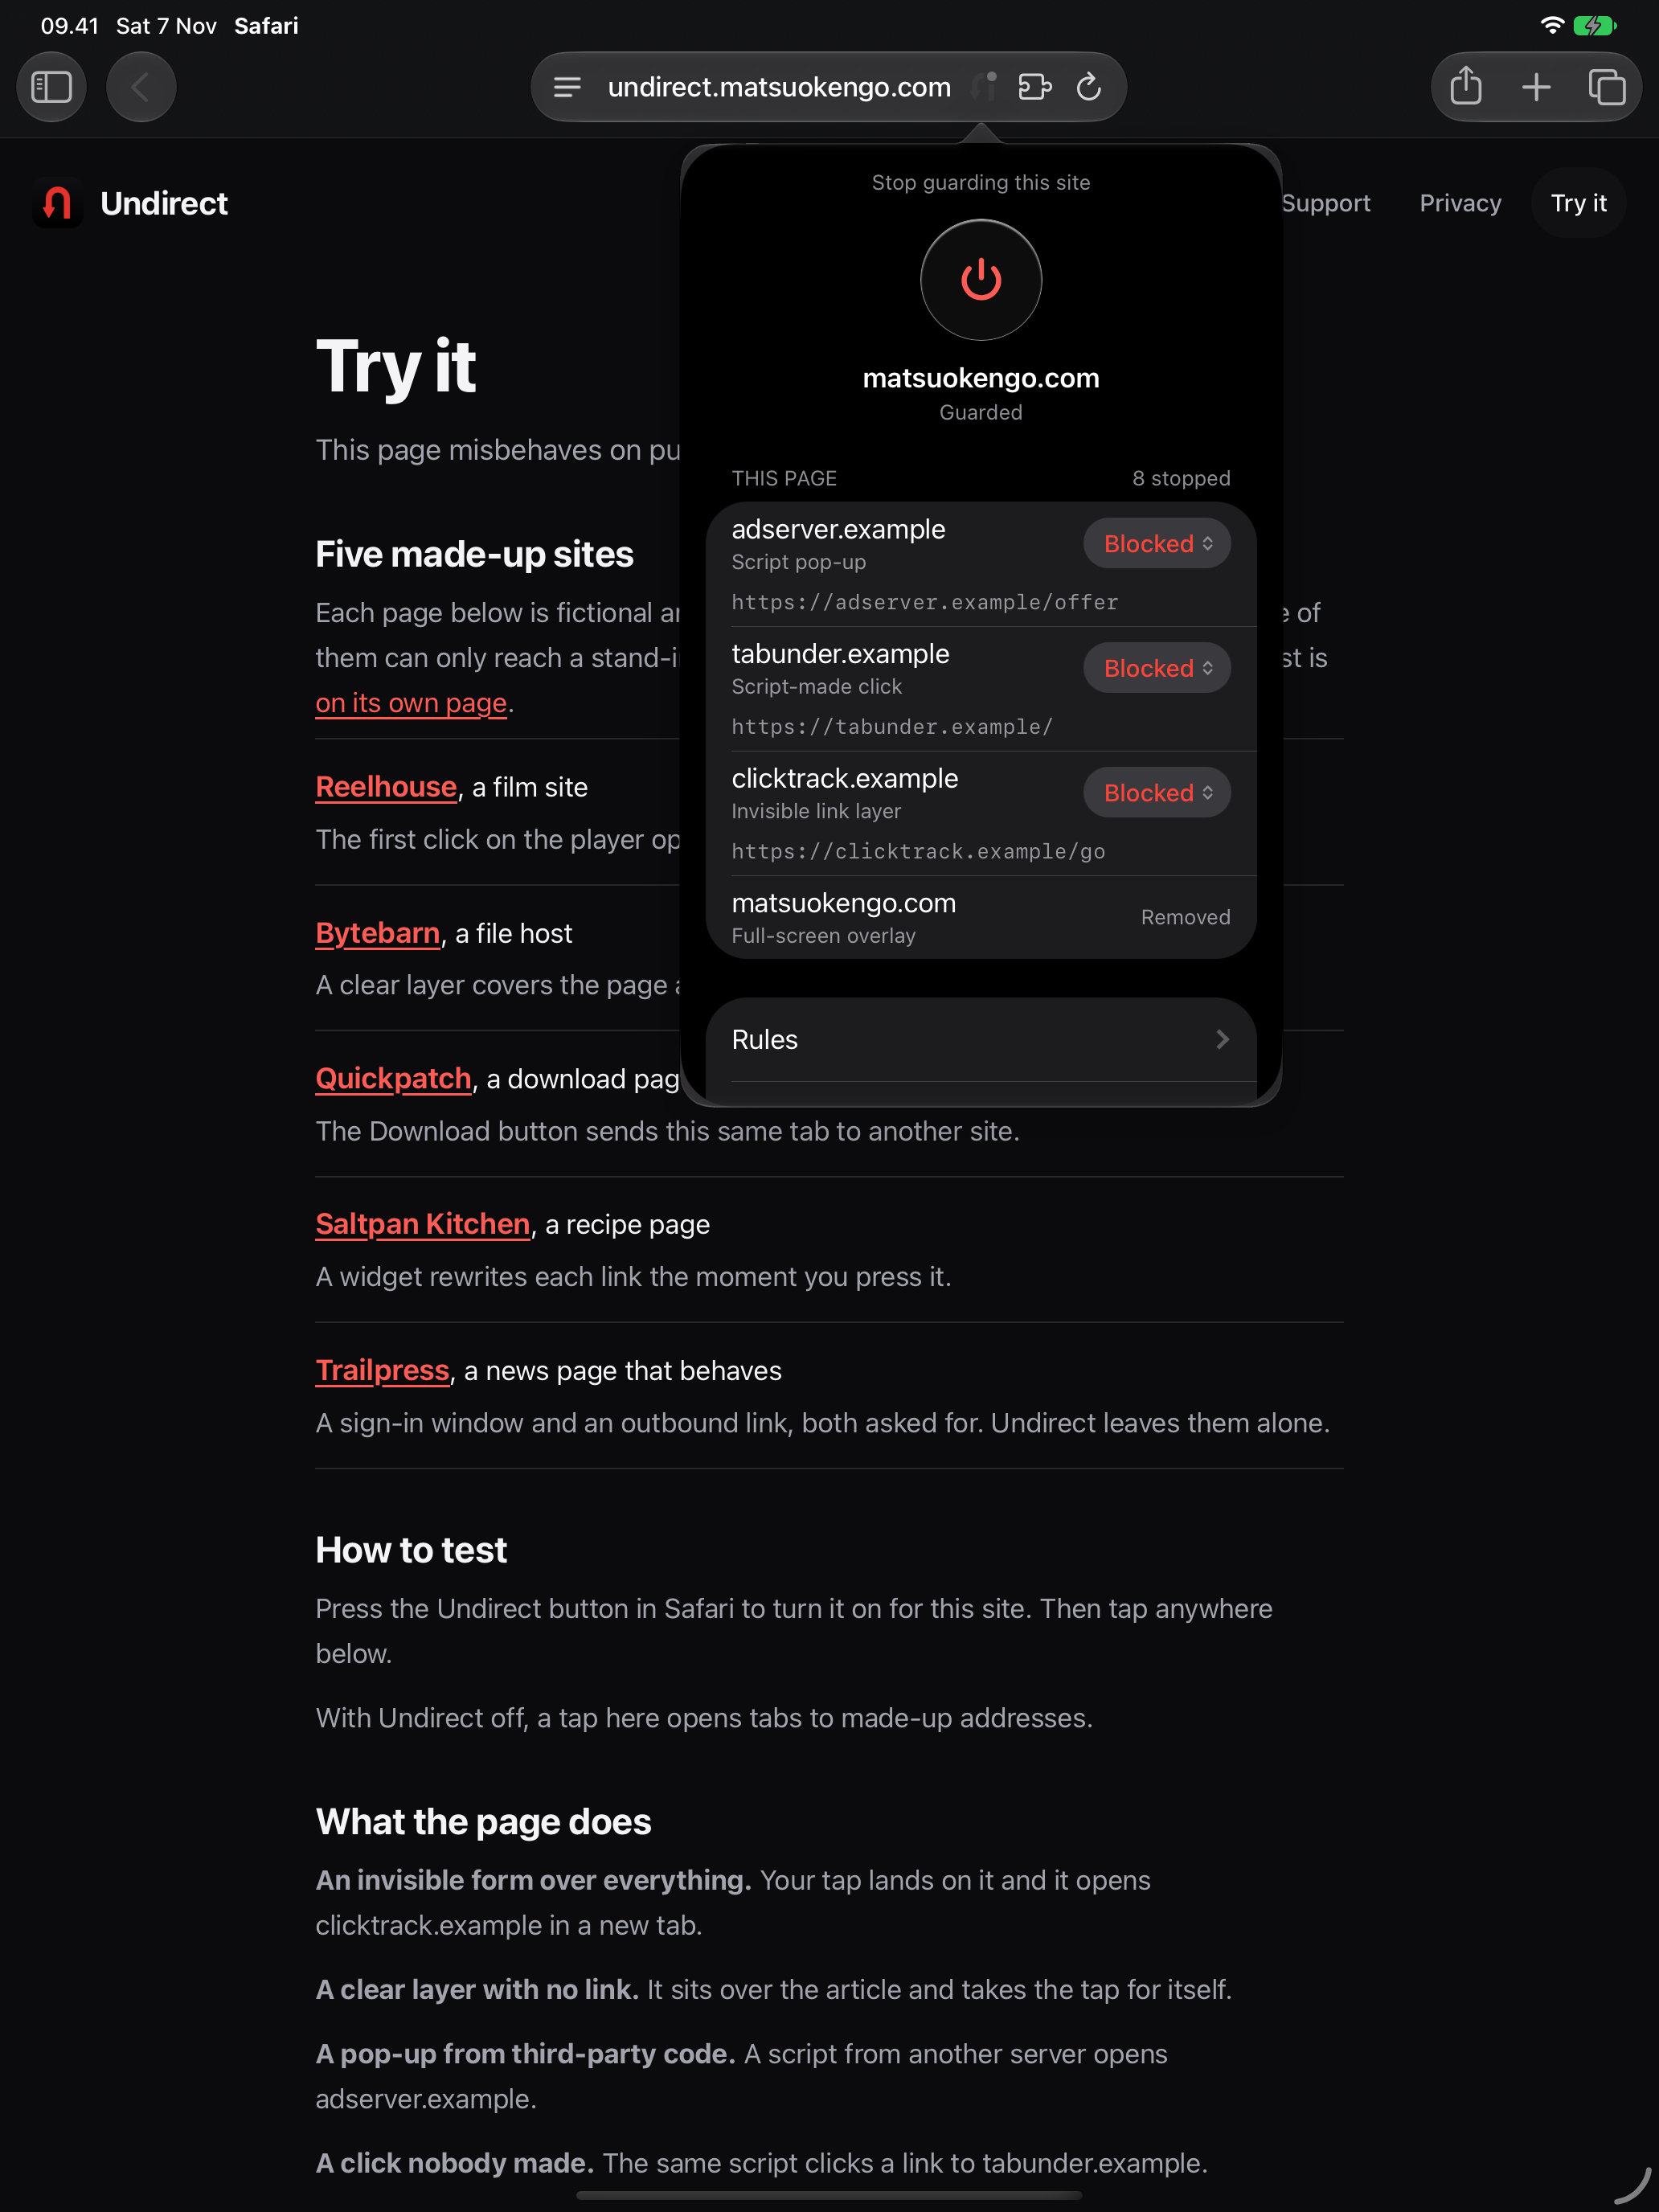 09.41 Sat 7 Nov Safari
undirect.matsuokengo.com
Undirect
Support
Privacy
Try it
Stop guarding this site
matsuokengo.com
Guarded
THIS PAGE
8 stopped
adserver.example
Script pop-up
Blocked
https://adserver.example/offer
tabunder.example
Script-made click
Blocked
https://tabunder.example/
clicktrack.example
Invisible link layer
Blocked
https://clicktrack.example/go
matsuokengo.com
Full-screen overlay
Removed
Rules
Try it
This page misbehaves on
Five made-up sites
Each page below is fictional of
them can only reach a is
on its own page.
Reelhouse, a film site
The first click on the player
Bytebarn, a file host
A clear layer covers the page
Quickpatch, a download
The Download button sends this same tab to another site.
Saltpan Kitchen, a recipe page
A widget rewrites each link the moment you press it.
Trailpress, a news page that behaves
A sign-in window and an outbound link, both asked for. Undirect leaves them alone.
How to test
Press the Undirect button in Safari to turn it on for this site. Then tap anywhere
below.
With Undirect off, a tap here opens tabs to made-up addresses.
What the page does
An invisible form over everything. Your tap lands on it and it opens
clicktrack.example in a new tab.
A clear layer with no link. It sits over the article and takes the tap for itself.
A pop-up from third-party code. A script from another server opens
adserver.example.
A click nobody made. The same script clicks a link to tabunder.example.